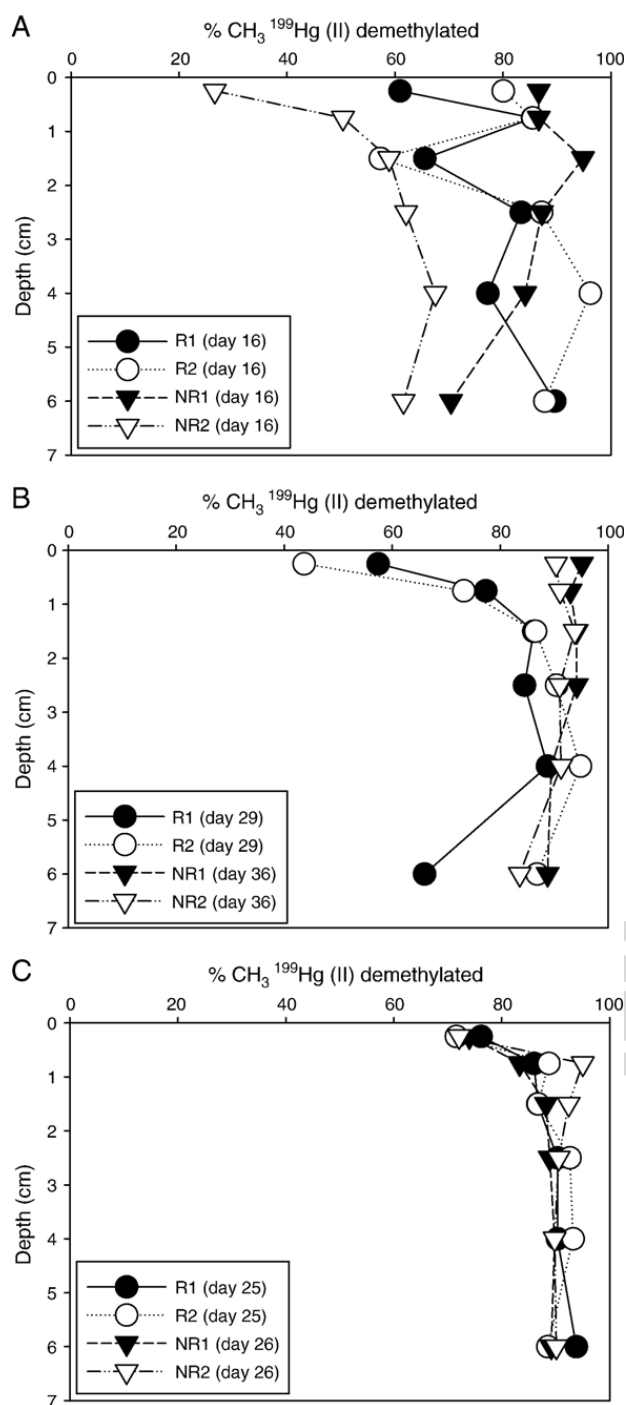 A
% CH₃ ¹⁹⁹Hg (II) demethylated
0 20 40 60 80 100
0
1
2
3
4
5
6
7
Depth (cm)
R1 (day 16)
R2 (day 16)
NR1 (day 16)
NR2 (day 16)
B
% CH₃ ¹⁹⁹Hg (II) demethylated
0 20 40 60 80 100
0
1
2
3
4
5
6
7
Depth (cm)
R1 (day 29)
R2 (day 29)
NR1 (day 36)
NR2 (day 36)
C
% CH₃ ¹⁹⁹Hg (II) demethylated
0 20 40 60 80 100
0
1
2
3
4
5
6
7
Depth (cm)
R1 (day 25)
R2 (day 25)
NR1 (day 26)
NR2 (day 26)